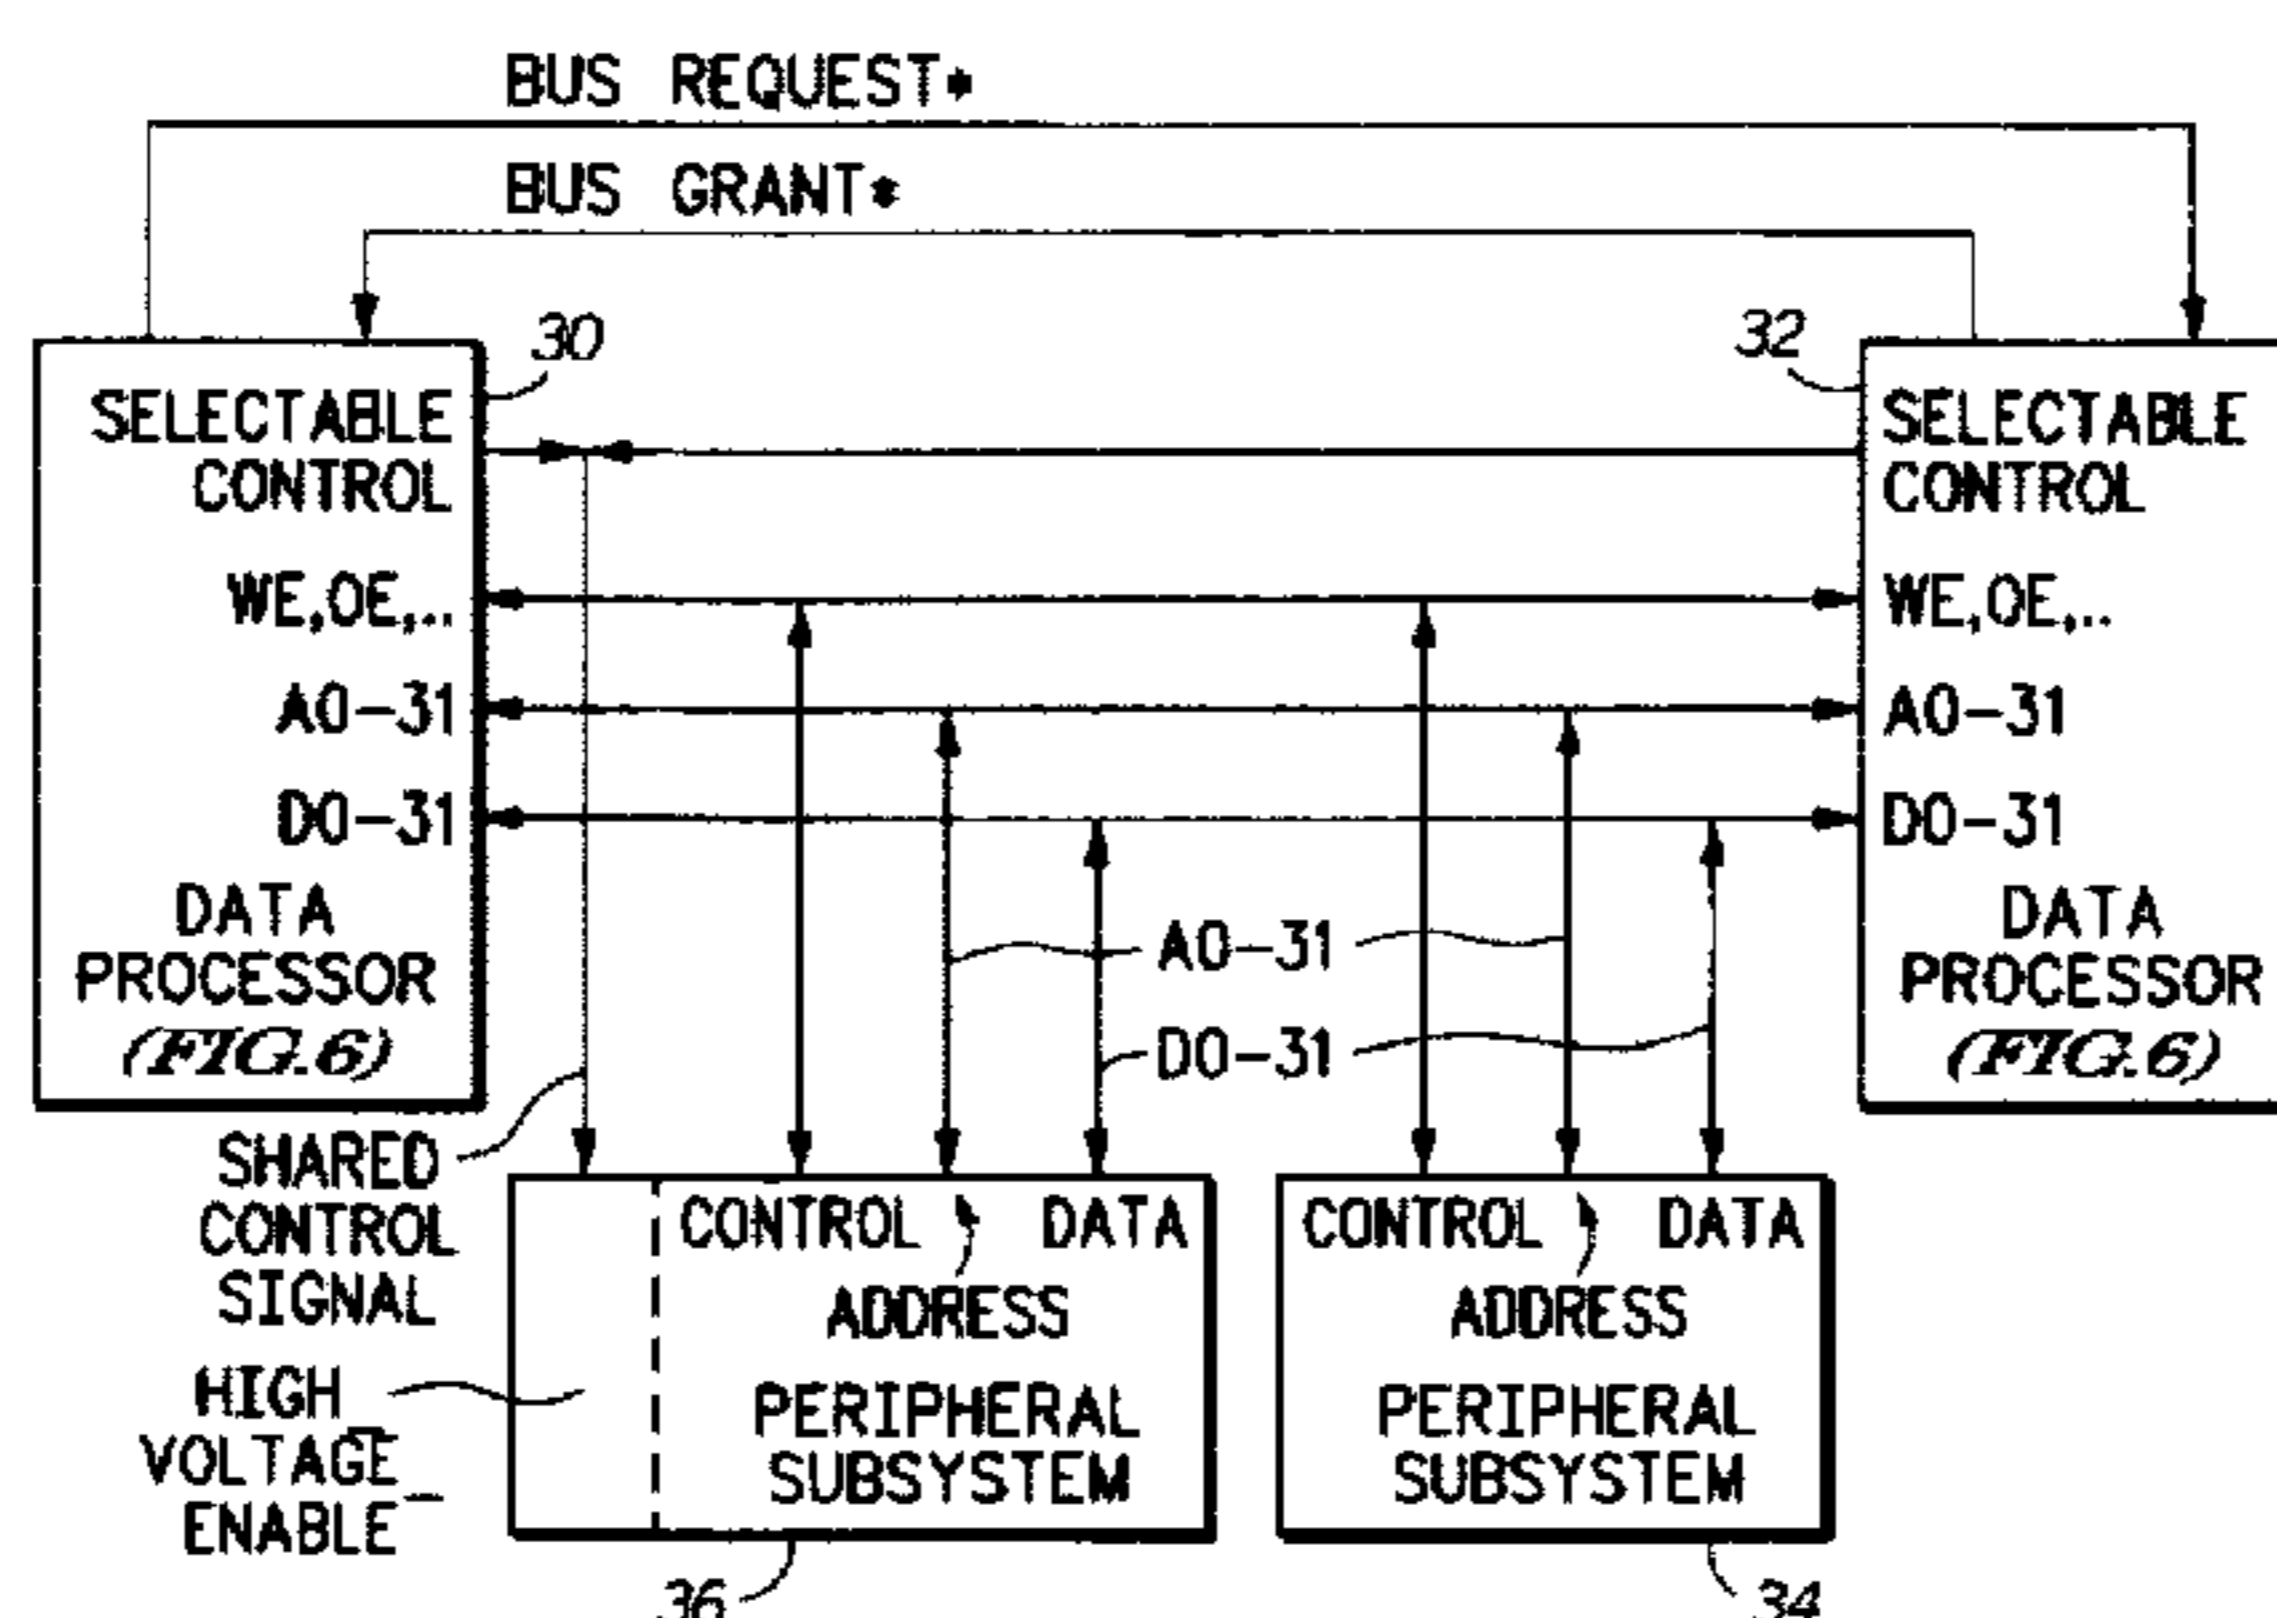 BUS REQUEST*
BUS GRANT*
30
32
SELECTABLE
CONTROL
WE,OE,..
A0-31
D0-31
DATA
PROCESSOR
(FIG.6)
SELECTABLE
CONTROL
WE,OE,..
A0-31
D0-31
DATA
PROCESSOR
(FIG.6)
A0-31
D0-31
SHARED
CONTROL
SIGNAL
HIGH
VOLTAGE
ENABLE
CONTROL
DATA
ADDRESS
PERIPHERAL
SUBSYSTEM
CONTROL
DATA
ADDRESS
PERIPHERAL
SUBSYSTEM
36
34